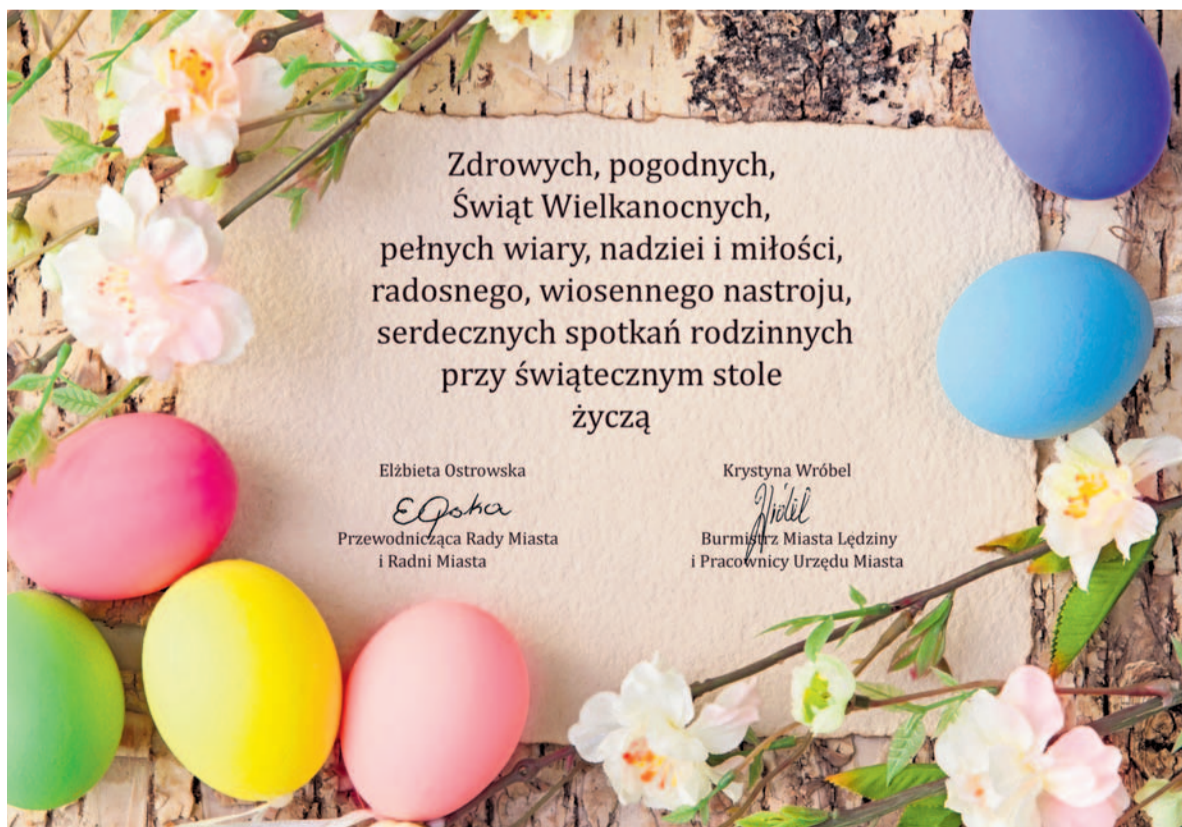 Zdrowych, pogodnych,
Świąt Wielkanocnych,
pełnych wiary, nadziei i miłości,
radosnego, wiosennego nastroju,
serdecznych spotkań rodzinnych
przy świątecznym stole
życzą
Elżbieta Ostrowska
Przewodnicząca Rady Miasta
i Radni Miasta
Krystyna Wróbel
Burmistrz Miasta Lędziny
i Pracownicy Urzędu Miasta